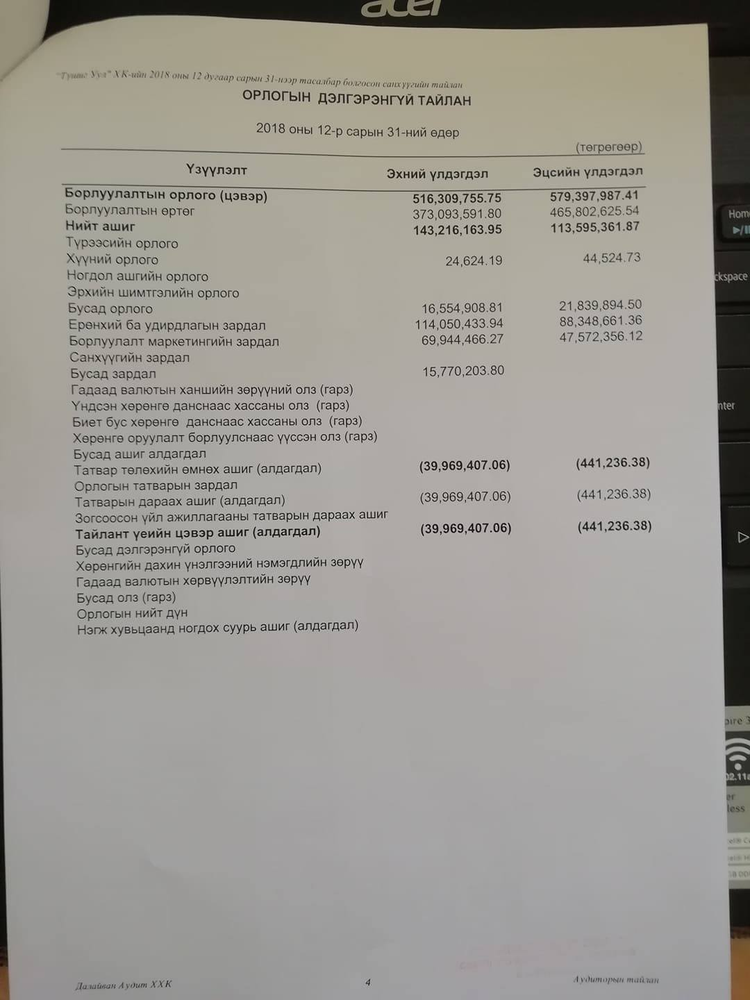 acer
"Түшиг Уул" ХК-ийн 2018 оны 12 дугаар сарын 31-нээр тасалбар болгосон санхүүгийн тайлан
ОРЛОГЫН ДЭЛГЭРЭНГҮЙ ТАЙЛАН
2018 оны 12-р сарын 31-ний өдөр
(төгрөгөөр)
Үзүүлэлт Эхний үлдэгдэл Эцсийн үлдэгдэл
Борлуулалтын орлого (цэвэр) 516,309,755.75 579,397,987.41
Борлуулалтын өртөг 373,093,591.80 465,802,625.54
Нийт ашиг 143,216,163.95 113,595,361.87
Түрээсийн орлого
Хүүний орлого 24,624.19 44,524.73
Ногдол ашгийн орлого
Эрхийн шимтгэлийн орлого
Бусад орлого 16,554,908.81 21,839,894.50
Ерөнхий ба удирдлагын зардал 114,050,433.94 88,348,661.36
Борлуулалт маркетингийн зардал 69,944,466.27 47,572,356.12
Санхүүгийн зардал
Бусад зардал 15,770,203.80
Гадаад валютын ханшийн зөрүүний олз (гарз)
Үндсэн хөрөнгө данснаас хассаны олз (гарз)
Биет бус хөрөнгө данснаас хассаны олз (гарз)
Хөрөнгө оруулалт борлуулснаас үүссэн олз (гарз)
Бусад ашиг алдагдал
Татвар төлөхийн өмнөх ашиг (алдагдал) (39,969,407.06) (441,236.38)
Орлогын татварын зардал
Татварын дараах ашиг (алдагдал) (39,969,407.06) (441,236.38)
Зогсоосон үйл ажиллагааны татварын дараах ашиг
Тайлант үеийн цэвэр ашиг (алдагдал) (39,969,407.06) (441,236.38)
Бусад дэлгэрэнгүй орлого
Хөрөнгийн дахин үнэлгээний нэмэгдлийн зөрүү
Гадаад валютын хөрвүүлэлтийн зөрүү
Бусад олз (гарз)
Орлогын нийт дүн
Нэгж хувьцаанд ногдох суурь ашиг (алдагдал)
Далайван Аудит ХХК 4 Аудиторын тайлан